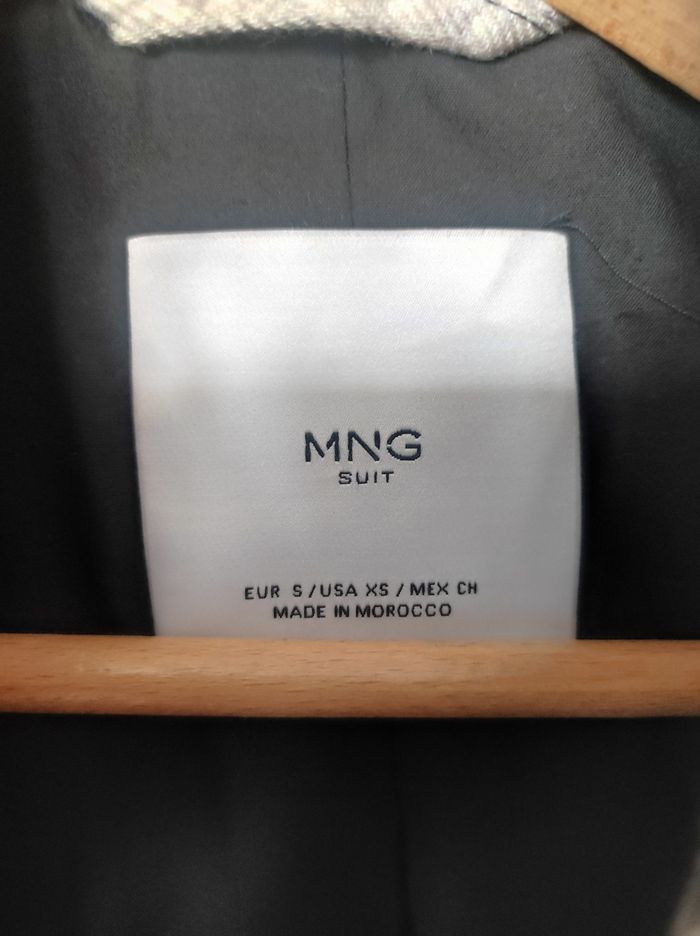 MNG
SUIT
EUR S / USA XS / MEX CH
MADE IN MOROCCO